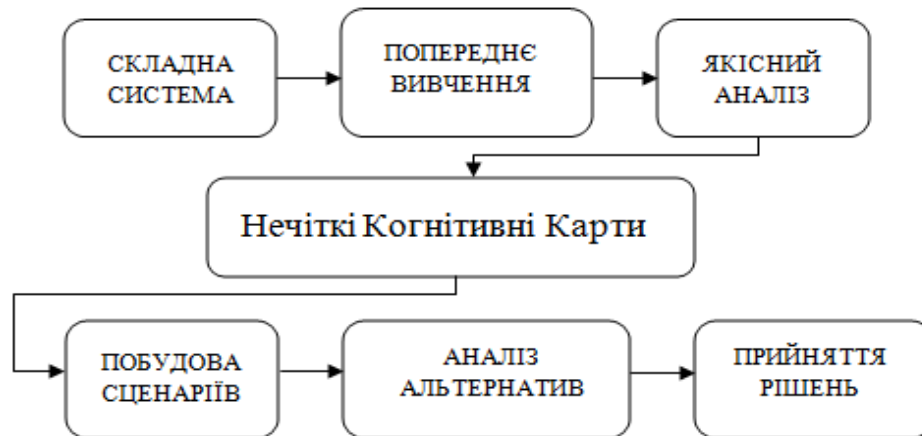 СКЛАДНА
СИСТЕМА
ПОПЕРЕДНЄ
ВИВЧЕННЯ
ЯКІСНИЙ
АНАЛІЗ
Нечіткі Когнітивні Карти
ПОБУДОВА
СЦЕНАРІЇВ
АНАЛІЗ
АЛЬТЕРНАТИВ
ПРИЙНЯТТЯ
РІШЕНЬ